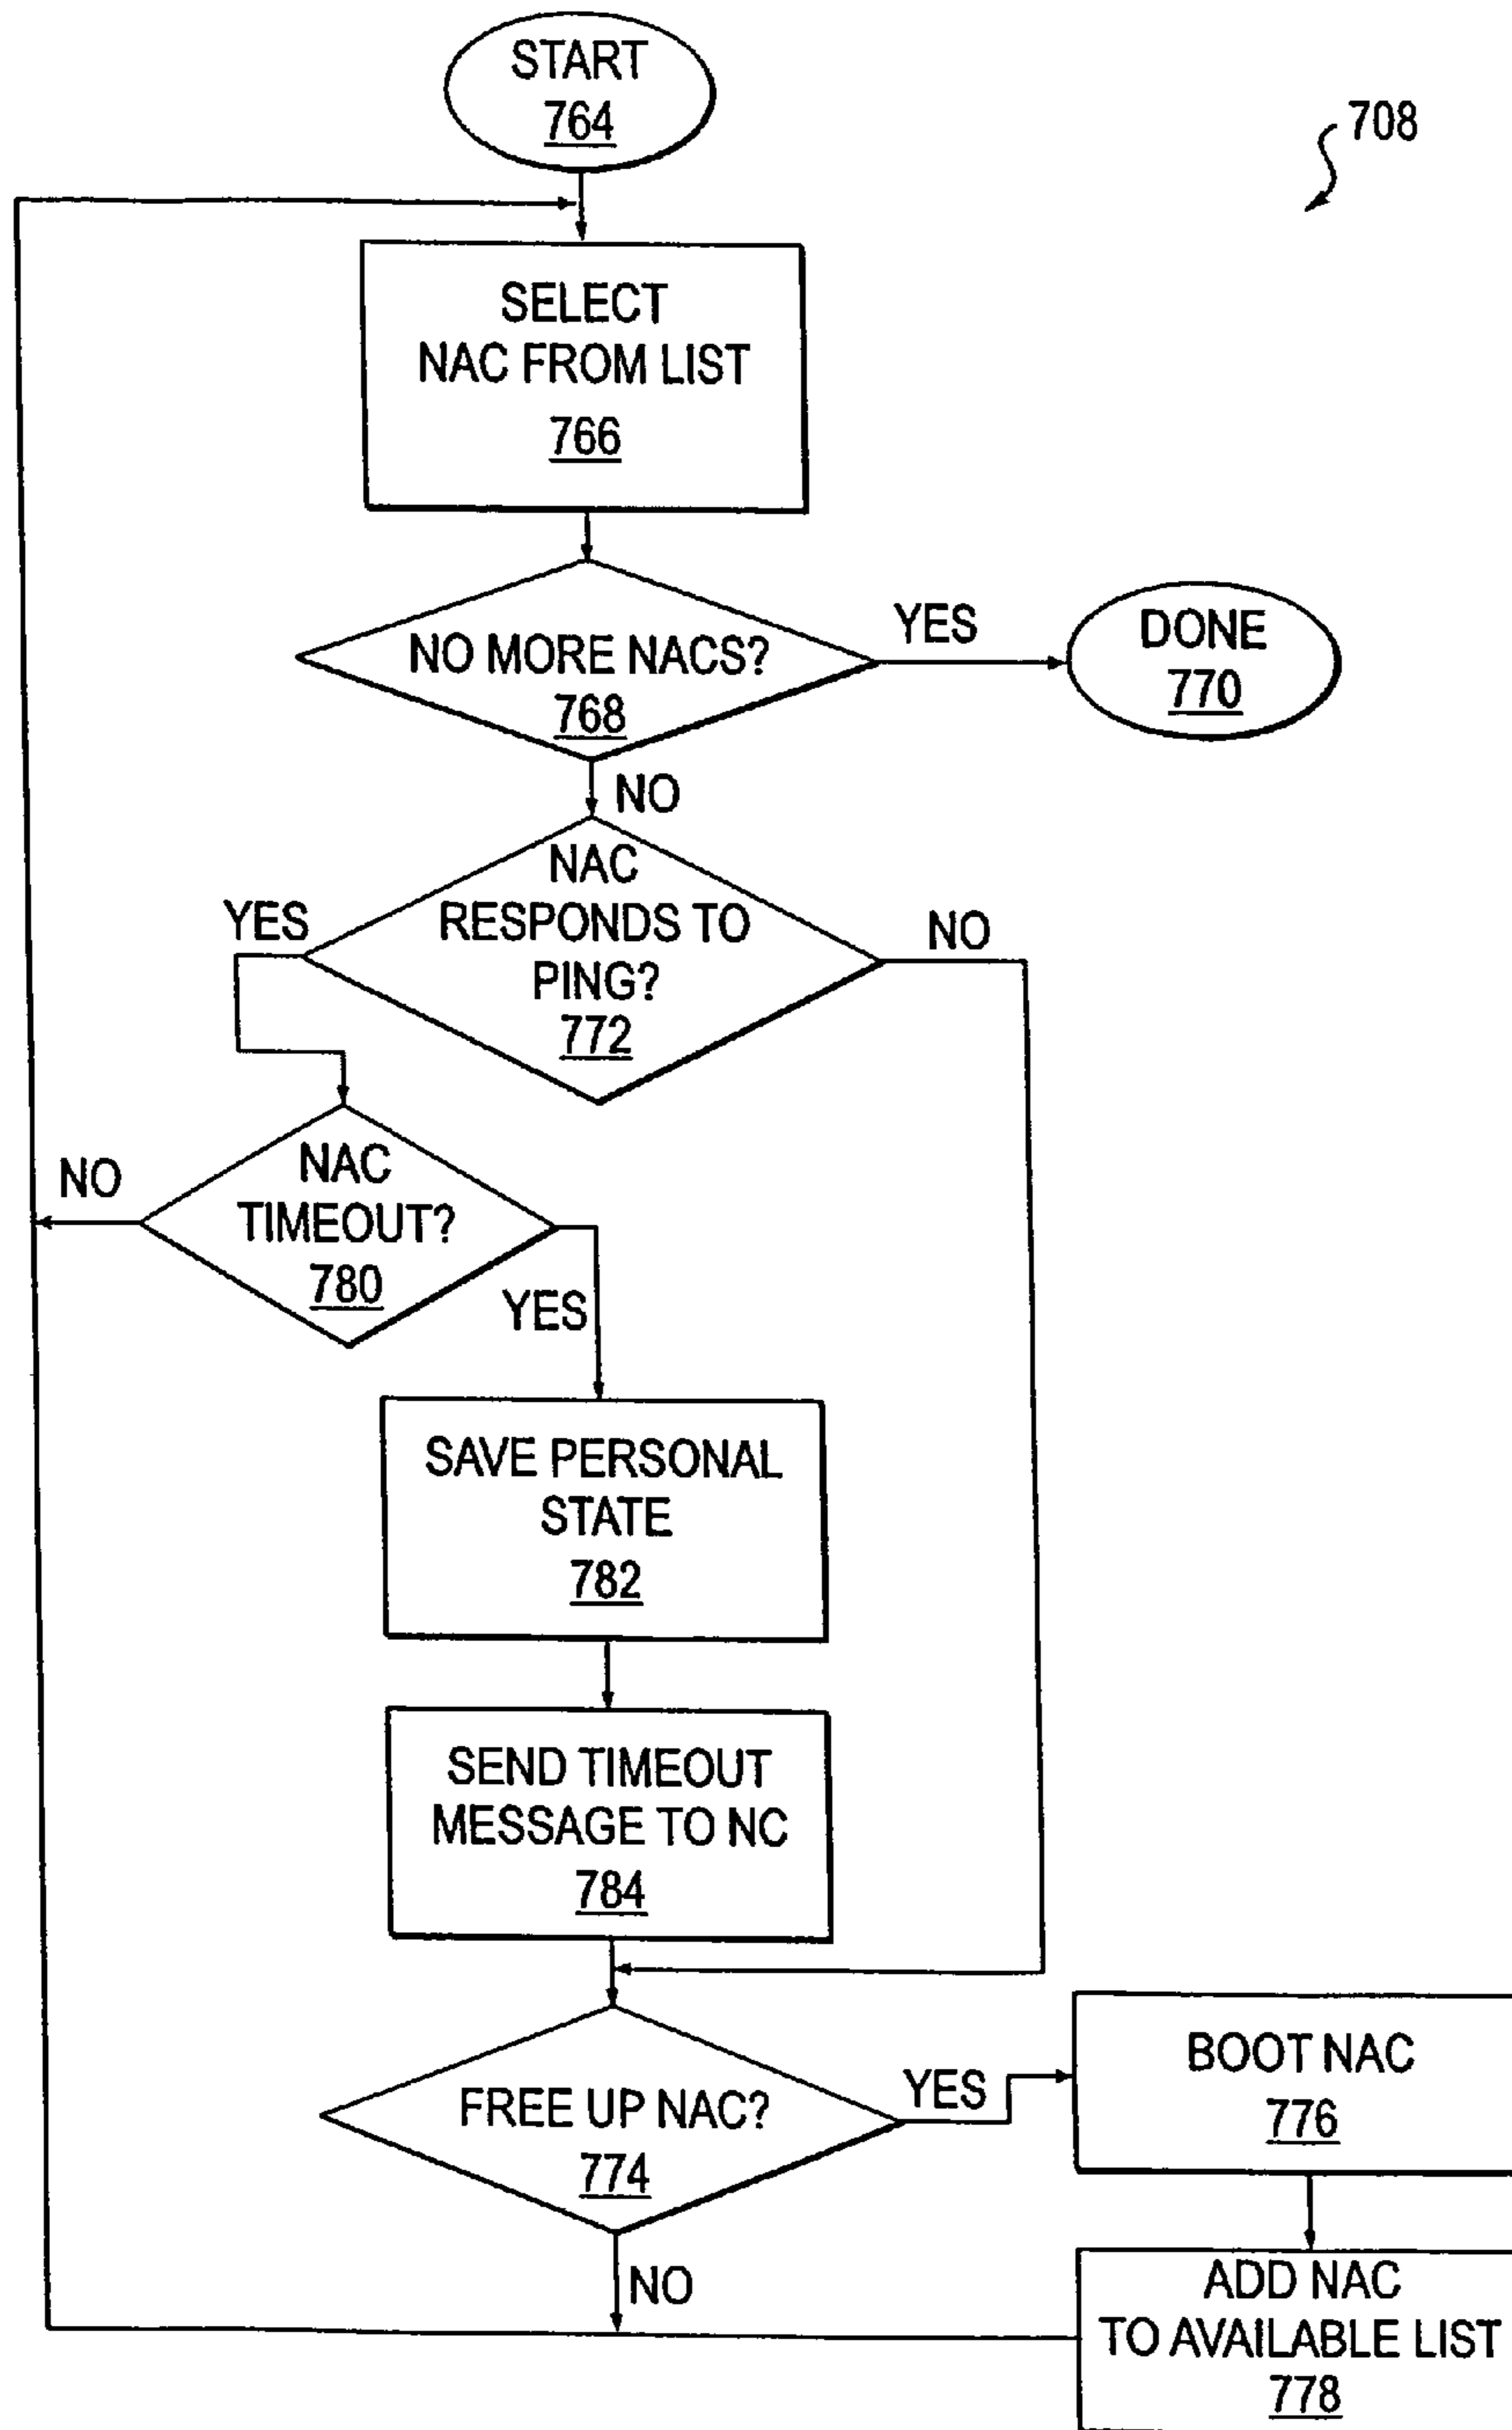 START
764
708
SELECT
NAC FROM LIST
766
NO MORE NACS?
768
YES
DONE
770
NO
NAC
RESPONDS TO
PING?
772
YES
NO
NAC
TIMEOUT?
780
NO
YES
SAVE PERSONAL
STATE
782
SEND TIMEOUT
MESSAGE TO NC
784
FREE UP NAC?
774
YES
BOOT NAC
776
NO
ADD NAC
TO AVAILABLE LIST
778